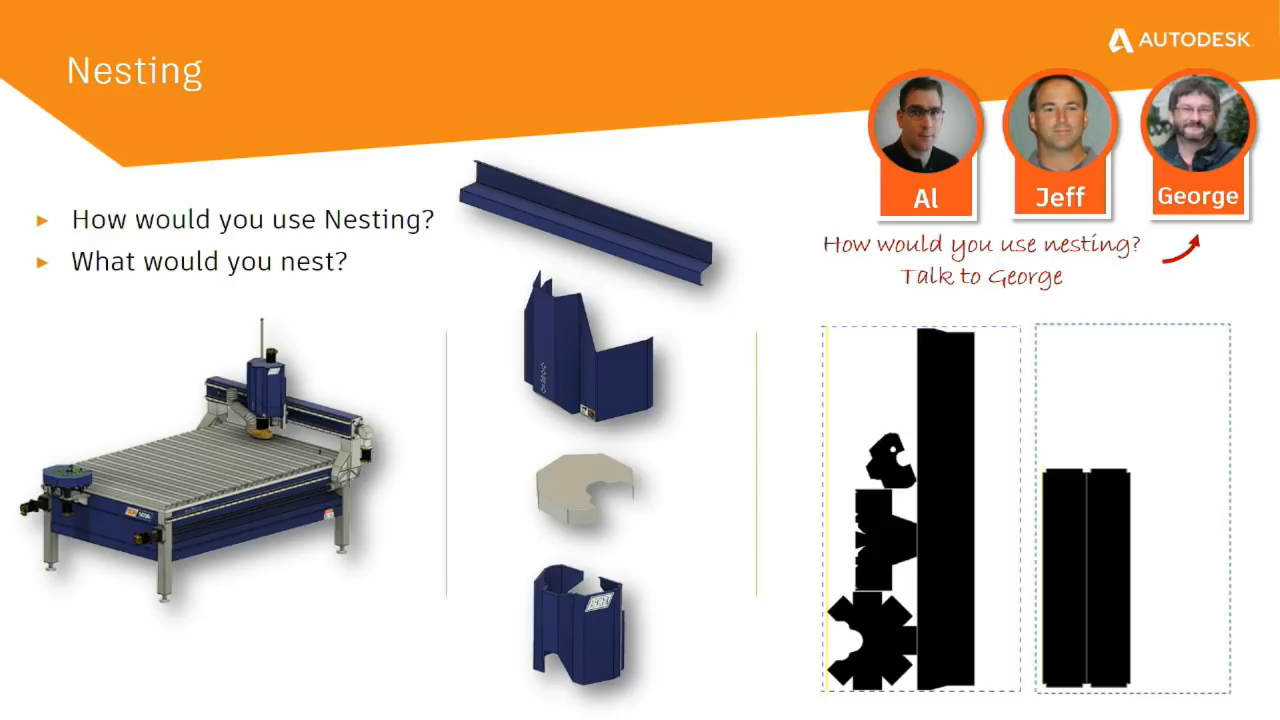 Nesting
AUTODESK
Al
Jeff
George
How would you use Nesting?
What would you nest?
How would you use nesting?
Talk to George